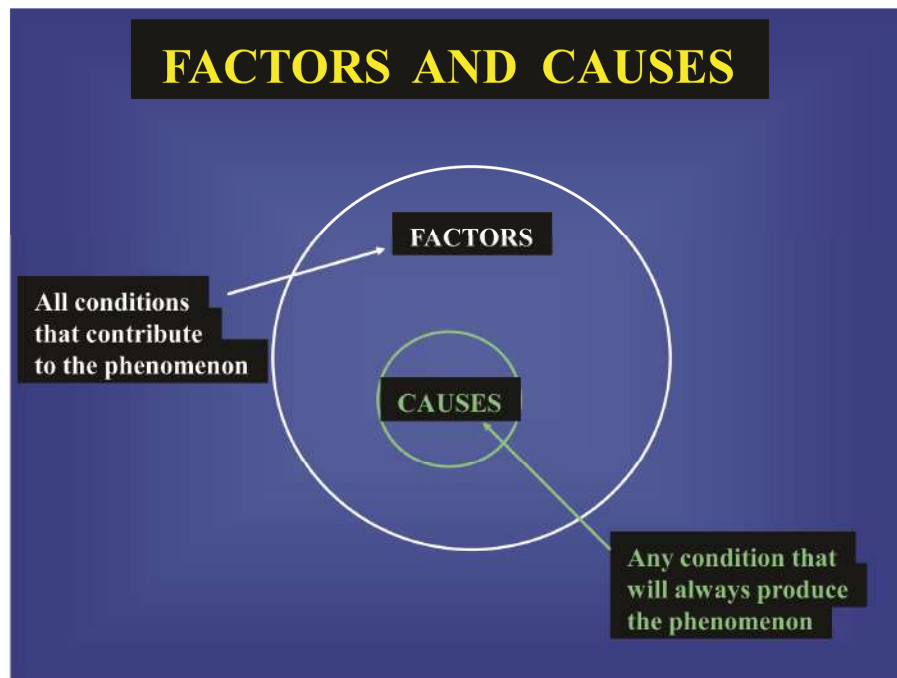 FACTORS AND CAUSES
FACTORS
All conditions
that contribute
to the phenomenon
CAUSES
Any condition that
will always produce
the phenomenon